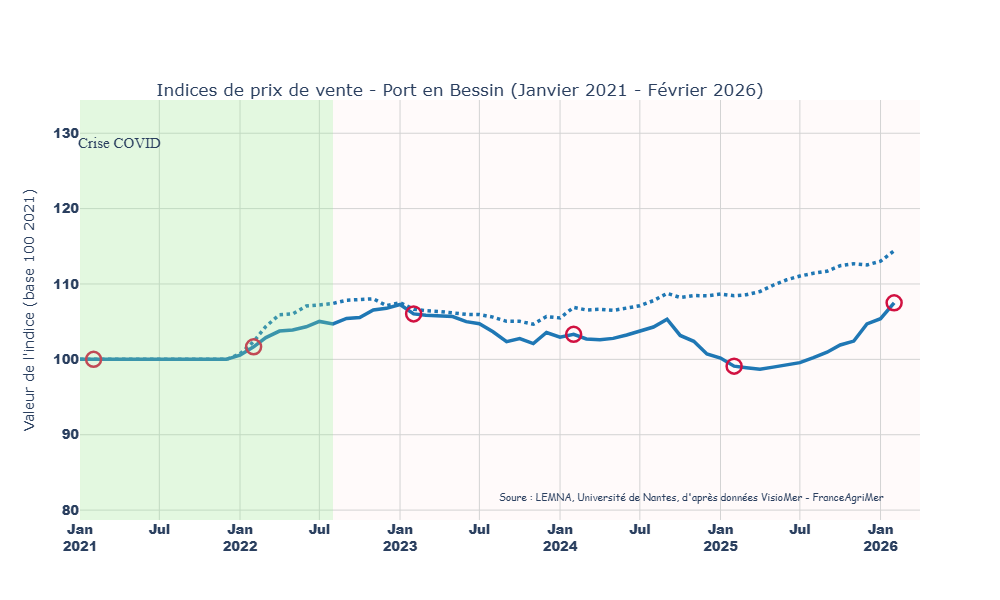 Indices de prix de vente - Port en Bessin (Janvier 2021 - Février 2026)
130
Crise COVID
120
110
100
90
80
Valeur de l'indice (base 100 2021)
Soure : LEMNA, Université de Nantes, d'après données VisioMer - FranceAgriMer
Jan Jul Jan Jul Jan Jul Jan Jul Jan Jul Jan
2021 2022 2023 2024 2025 2026